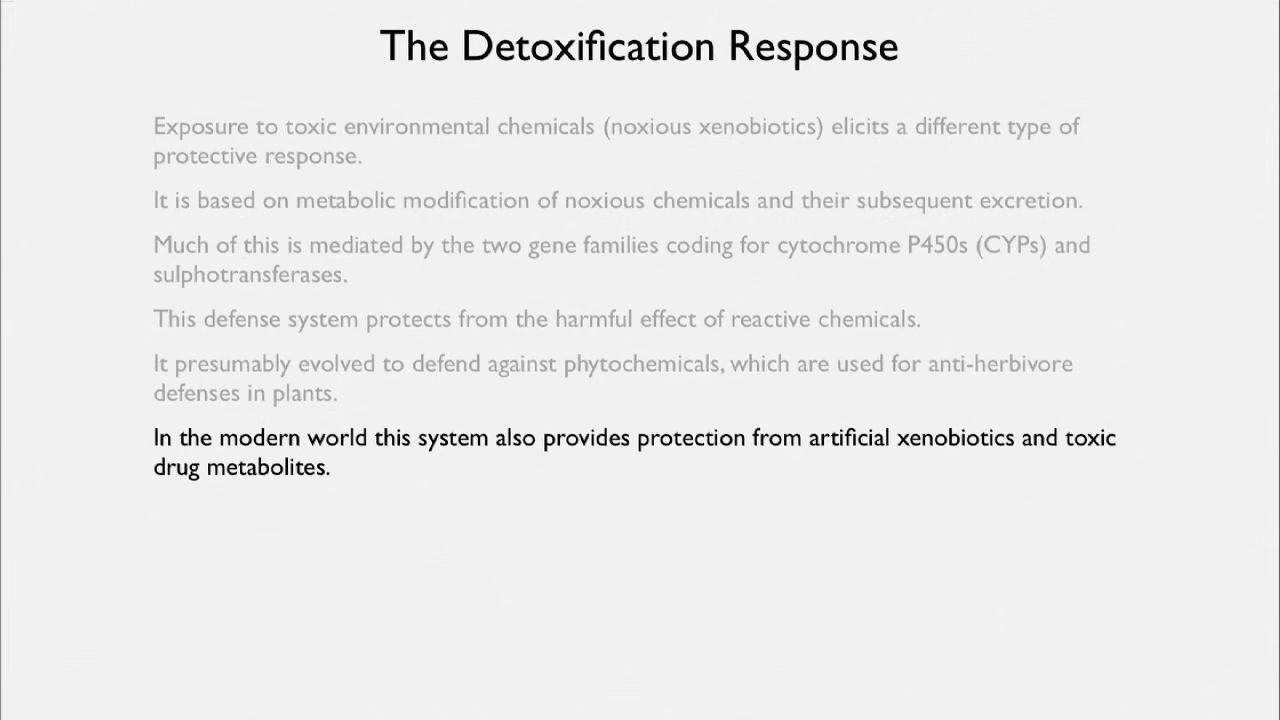 The Detoxification Response
Exposure to toxic environmental chemicals (noxious xenobiotics) elicits a different type of
protective response.
It is based on metabolic modification of noxious chemicals and their subsequent excretion.
Much of this is mediated by the two gene families coding for cytochrome P450s (CYPs) and
sulphotransferases.
This defense system protects from the harmful effect of reactive chemicals.
It presumably evolved to defend against phytochemicals, which are used for anti-herbivore
defenses in plants.
In the modern world this system also provides protection from artificial xenobiotics and toxic
drug metabolites.